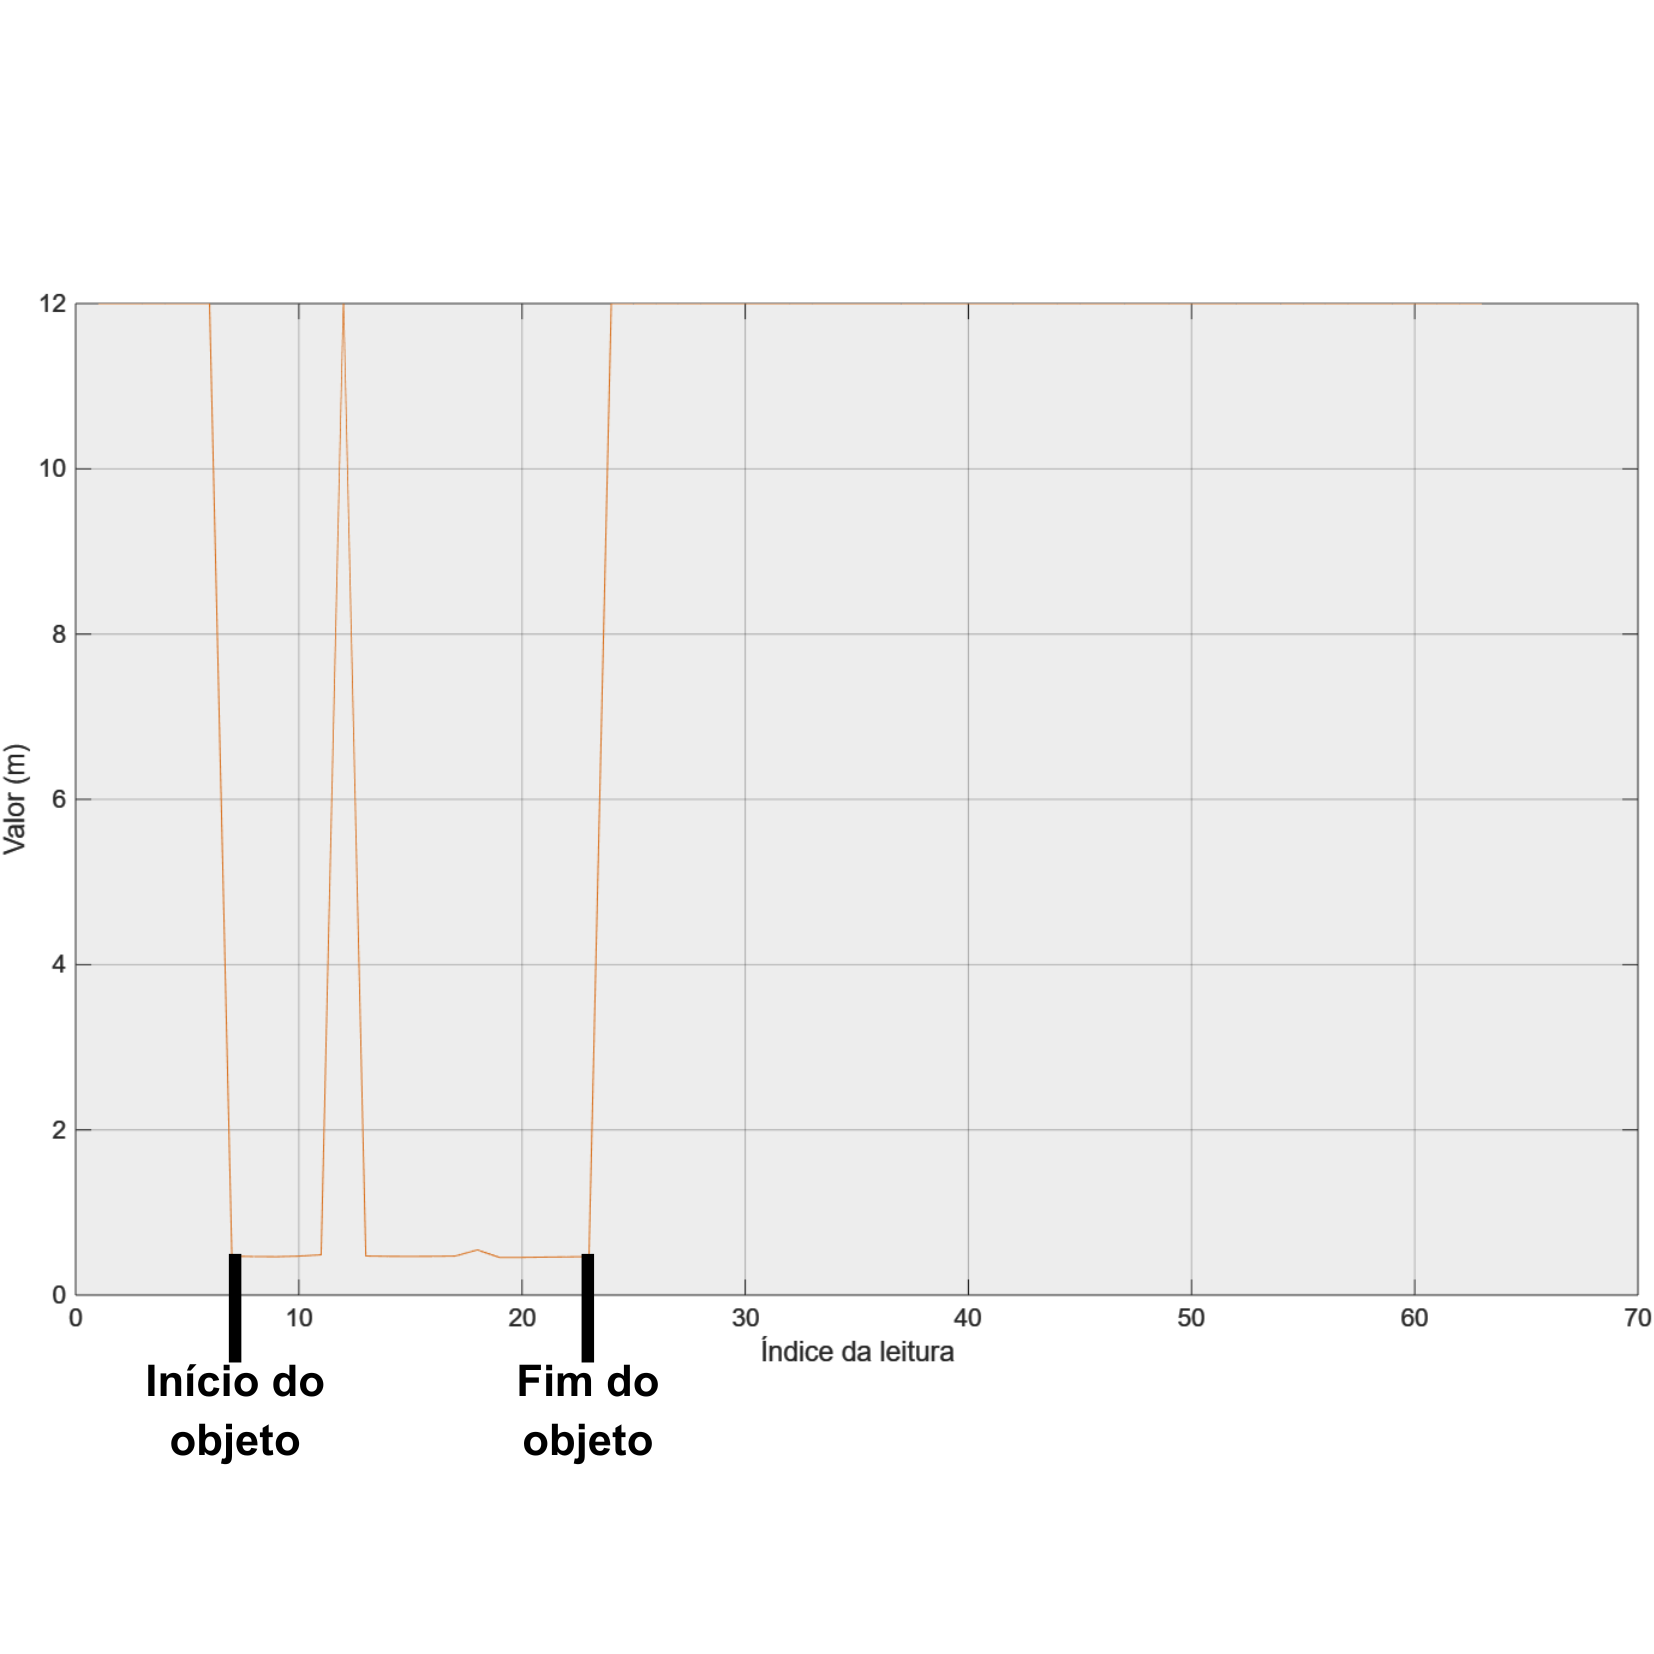 12
10
8
6
4
2
0
Valor (m)
0 10 20 30 40 50 60 70
Índice da leitura
Início do
objeto
Fim do
objeto